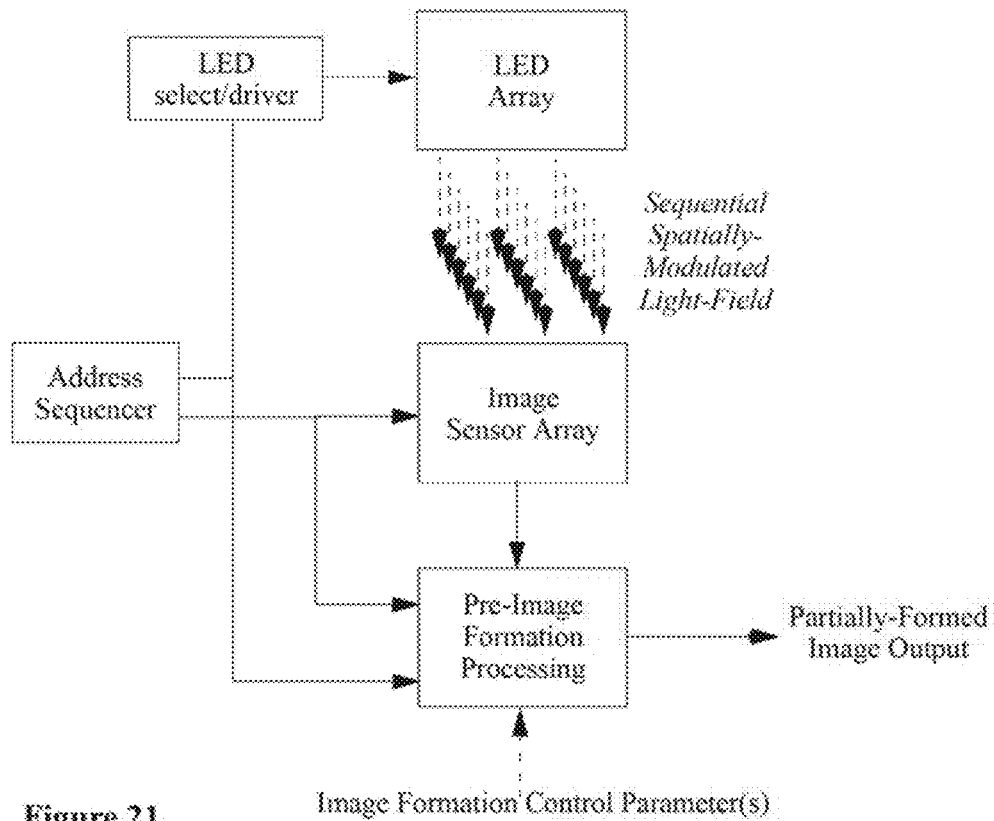 LED
select/driver
LED
Array
Sequential
Spatially-
Modulated
Light-Field
Address
Sequencer
Image
Sensor Array
Pre-Image
Formation
Processing
Partially-Formed
Image Output
Image Formation Control Parameter(s)
Figure 21